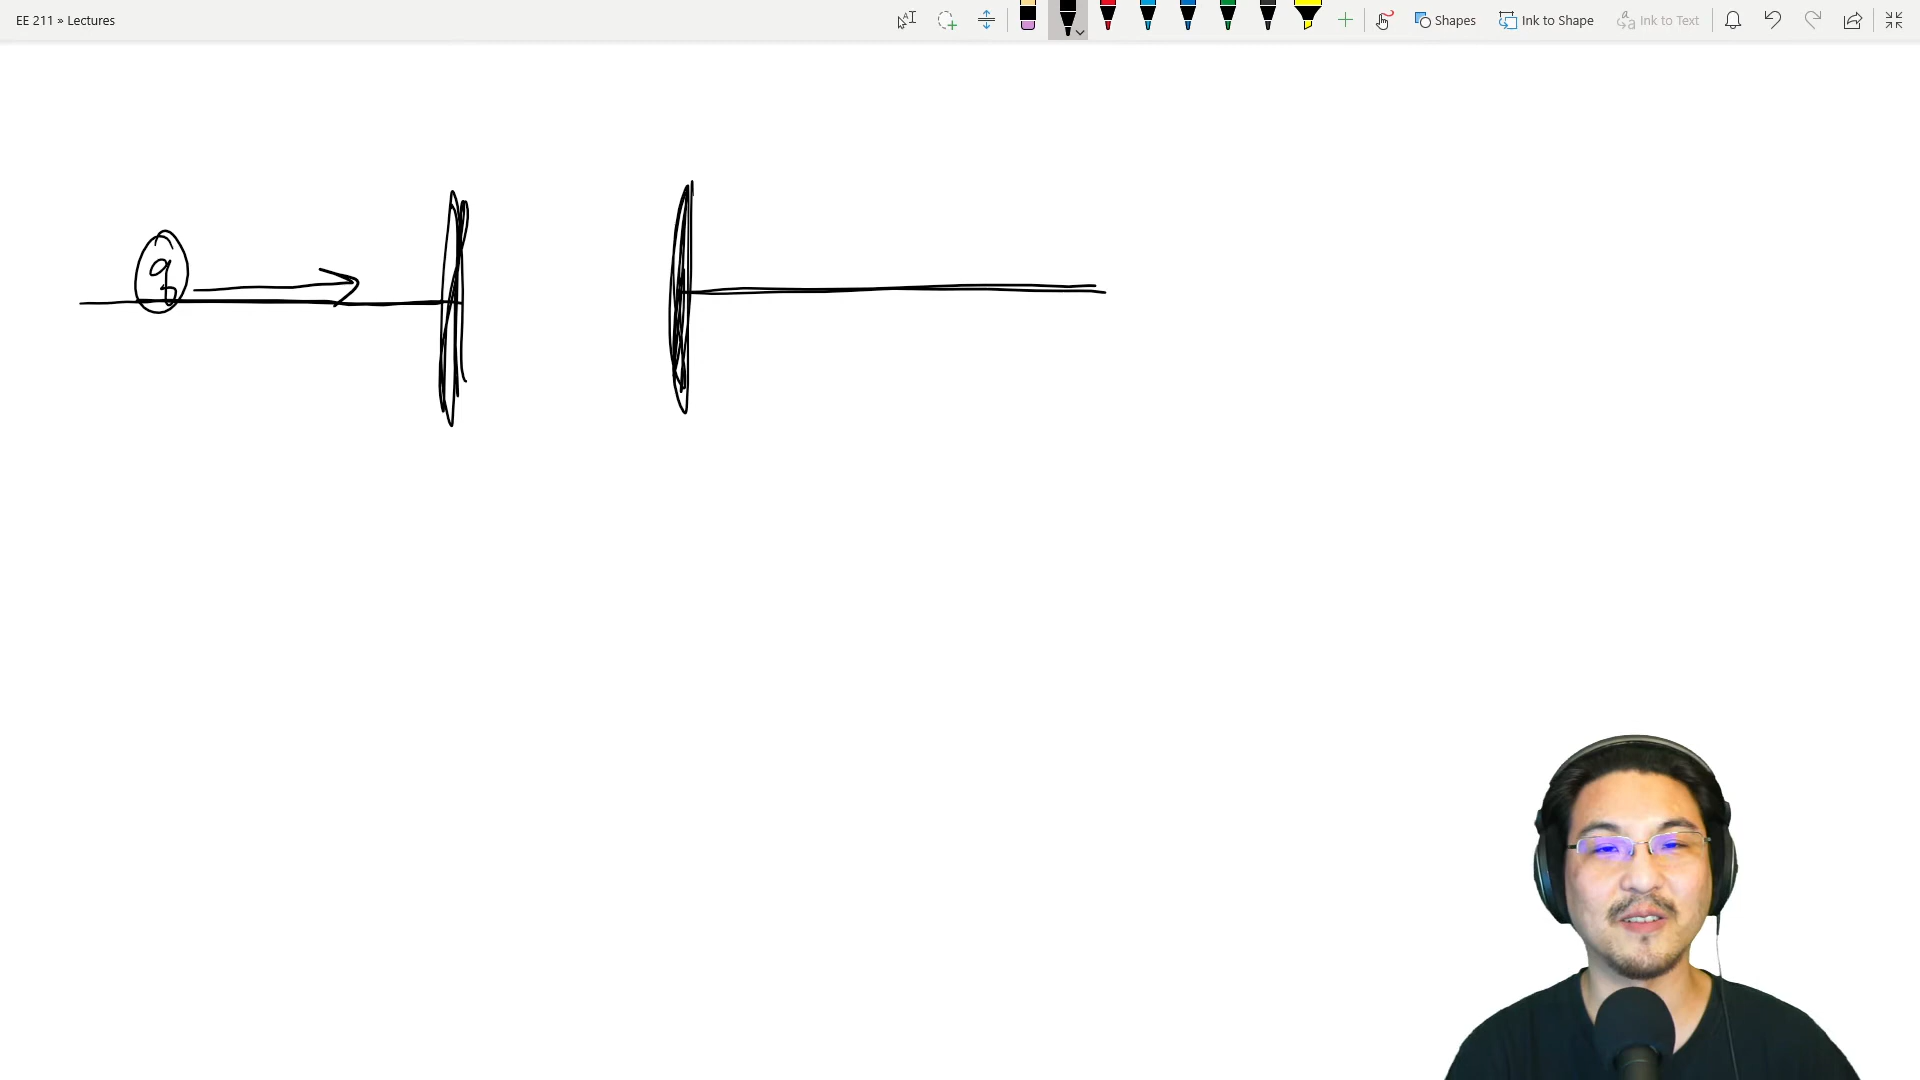 EE 211 » Lectures
Shapes
Ink to Shape
Ink to Text
q